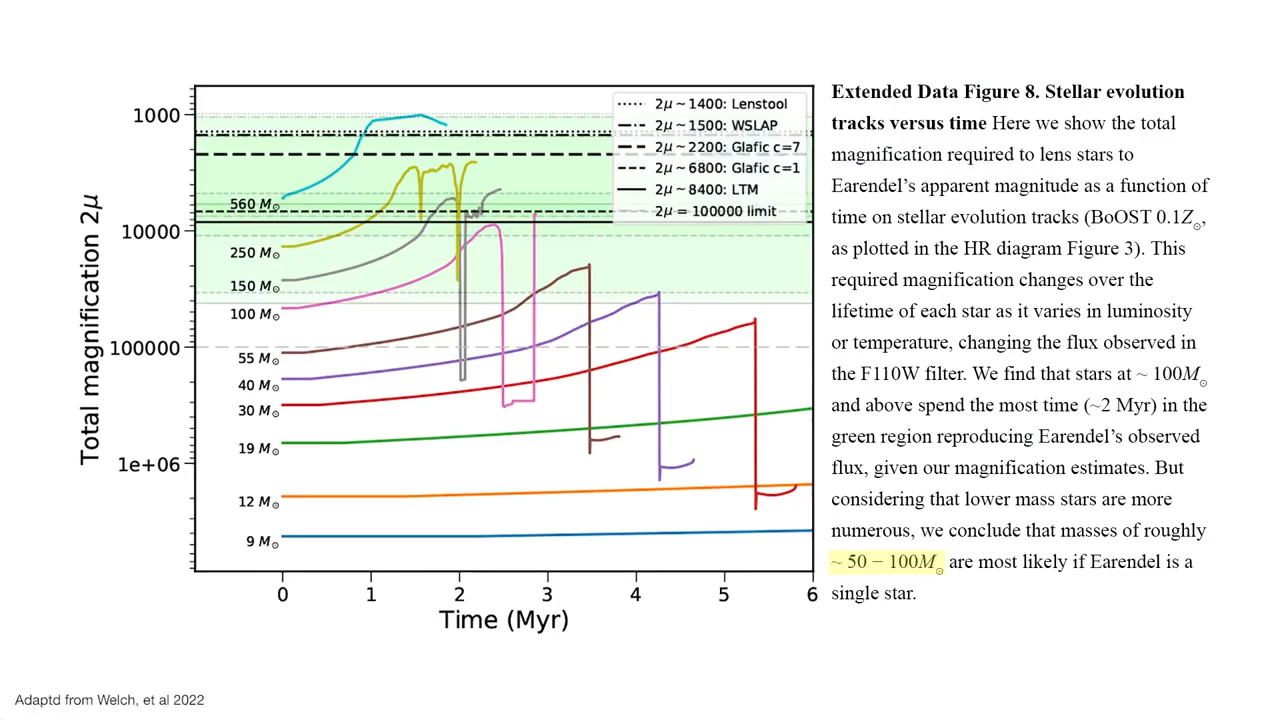 1000
10000
100000
1e+06
Total magnification 2μ
560 M⊙
250 M⊙
150 M⊙
100 M⊙
55 M⊙
40 M⊙
30 M⊙
19 M⊙
12 M⊙
9 M⊙
2μ ~ 1400: Lenstool
2μ ~ 1500: WSLAP
2μ ~ 2200: Glafic c=7
2μ ~ 6800: Glafic c=1
2μ ~ 8400: LTM
2μ = 100000 limit
0 1 2 3 4 5 6
Time (Myr)
Extended Data Figure 8. Stellar evolution
tracks versus time Here we show the total
magnification required to lens stars to
Earendel’s apparent magnitude as a function of
time on stellar evolution tracks (BoOST 0.1Z⊙,
as plotted in the HR diagram Figure 3). This
required magnification changes over the
lifetime of each star as it varies in luminosity
or temperature, changing the flux observed in
the F110W filter. We find that stars at ~ 100M⊙
and above spend the most time (~2 Myr) in the
green region reproducing Earendel’s observed
flux, given our magnification estimates. But
considering that lower mass stars are more
numerous, we conclude that masses of roughly
~ 50 − 100M⊙ are most likely if Earendel is a
single star.
Adaptd from Welch, et al 2022